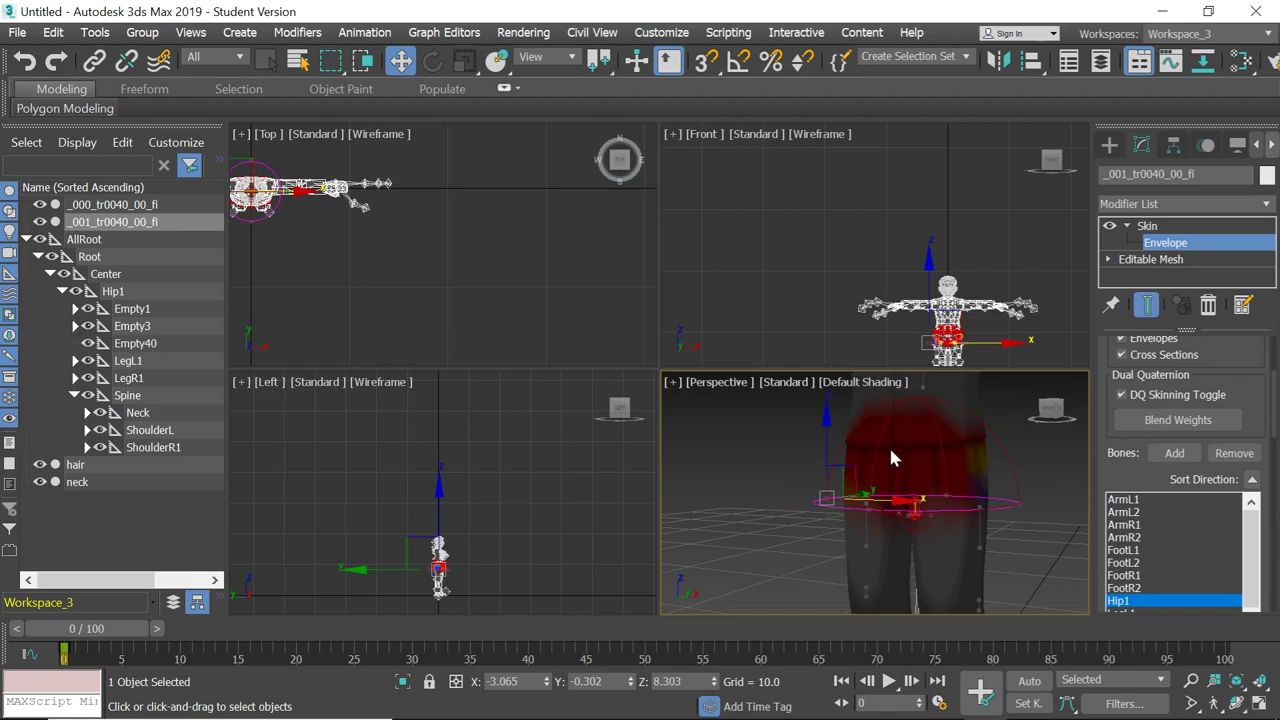 Untitled - Autodesk 3ds Max 2019 - Student Version
File Edit Tools Group Views Create Modifiers Animation Graph Editors Rendering Civil View Customize Scripting Interactive Content Help Sign In Workspaces: Workspace_3
All View Create Selection Set
Modeling Freeform Selection Object Paint Populate
Polygon Modeling
Select Display Edit Customize
Name (Sorted Ascending)
_000_tr0040_00_fi
_001_tr0040_00_fi
AllRoot
Root
Center
Hip1
Empty1
Empty3
Empty40
LegL1
LegR1
Spine
Neck
ShoulderL
ShoulderR1
hair
neck
Workspace_3
[+] [Top] [Standard] [Wireframe]
[+] [Front] [Standard] [Wireframe]
[+] [Left] [Standard] [Wireframe]
[+] [Perspective] [Standard] [Default Shading]
_001_tr0040_00_fi
Modifier List
Skin
Envelope
Editable Mesh
Envelopes
Cross Sections
Dual Quaternion
DQ Skinning Toggle
Blend Weights
Bones: Add Remove
Sort Direction:
ArmL1
ArmL2
ArmR1
ArmR2
FootL1
FootL2
FootR1
FootR2
Hip1
0 / 100
0 5 10 15 20 25 30 35 40 45 50 55 60 65 70 75 80 85 90 95 100
1 Object Selected
X: -3.065 Y: -0.302 Z: 8.303 Grid = 10.0
Auto Selected
MAXScript Mi
Click or click-and-drag to select objects
Add Time Tag
0
Set K. Filters...